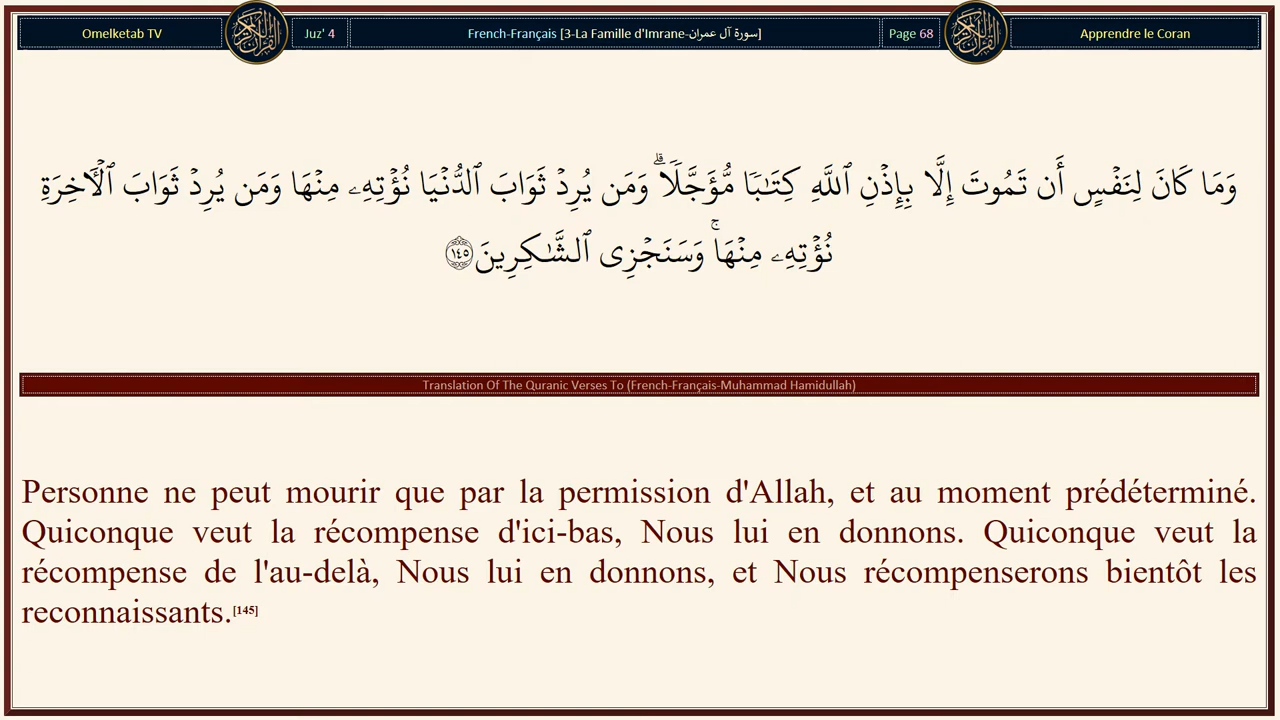 Omelketab TV
Juz' 4
French-Français [3-La Famille d'Imrane-سورة آل عمران]
Page 68
Apprendre le Coran
وَمَا كَانَ لِنَفۡسٍ أَن تَمُوتَ إِلَّا بِإِذۡنِ ٱللَّهِ كِتَٰبٗا مُّؤَجَّلٗاۗ وَمَن يُرِدۡ ثَوَابَ ٱلدُّنۡيَا نُؤۡتِهِۦ مِنۡهَا وَمَن يُرِدۡ ثَوَابَ ٱلۡأٓخِرَةِ
نُؤۡتِهِۦ مِنۡهَاۚ وَسَنَجۡزِي ٱلشَّٰكِرِينَ ١٤٥
Translation Of The Quranic Verses To (French-Français-Muhammad Hamidullah)
Personne ne peut mourir que par la permission d'Allah, et au moment prédéterminé.
Quiconque veut la récompense d'ici-bas, Nous lui en donnons. Quiconque veut la
récompense de l'au-delà, Nous lui en donnons, et Nous récompenserons bientôt les
reconnaissants.[145]